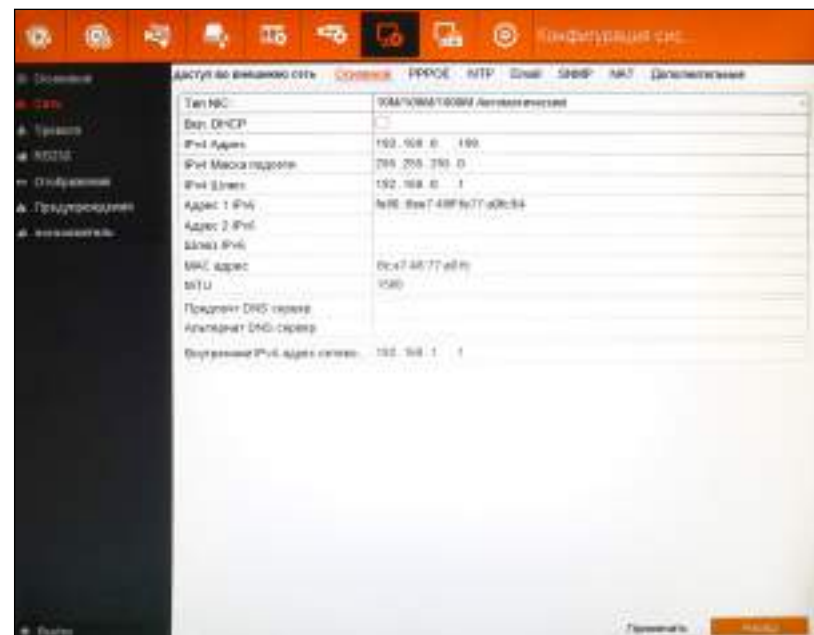 Конфигурация сис...
Основной
Сеть
Тревога
RS232
Отображение
Предупреждения
пользователь
доступ во внешнюю сеть Основной PPPOE NTP Email SNMP NAT Дополнительные
Тип NIC 10M/100M/1000M Автоматический
Вкл. DHCP
IPv4 Адрес 192.168.0
IPv4 Маска подсети 255.255.255.0
IPv4 Шлюз 192.168.0.1
Адрес 1 IPv6
Адрес 2 IPv6
Шлюз IPv6
MAC адрес
MTU 1500
Предпочт DNS сервер
Альтернат DNS сервер
Внутренний IPv4 адрес сетево... 192.168.1.1
Выход
Применить Назад